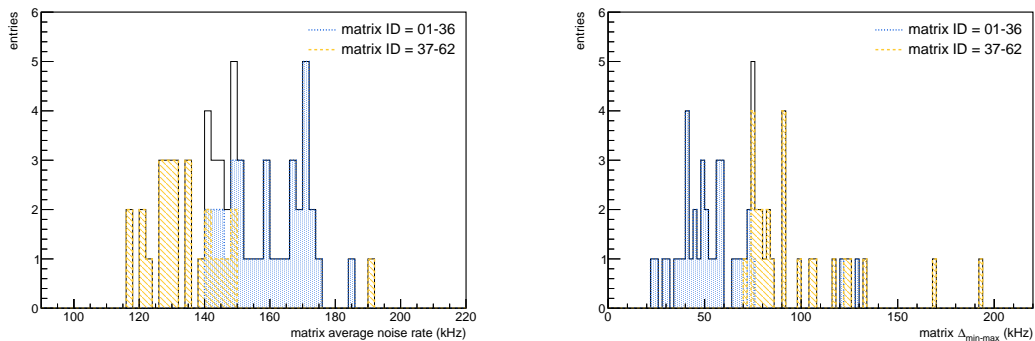 entries
6
5
4
3
2
1
0
matrix ID = 01-36
matrix ID = 37-62
100 120 140 160 180 200 220
matrix average noise rate (kHz)
entries
6
5
4
3
2
1
0
matrix ID = 01-36
matrix ID = 37-62
0 50 100 150 200
matrix Δmin-max (kHz)